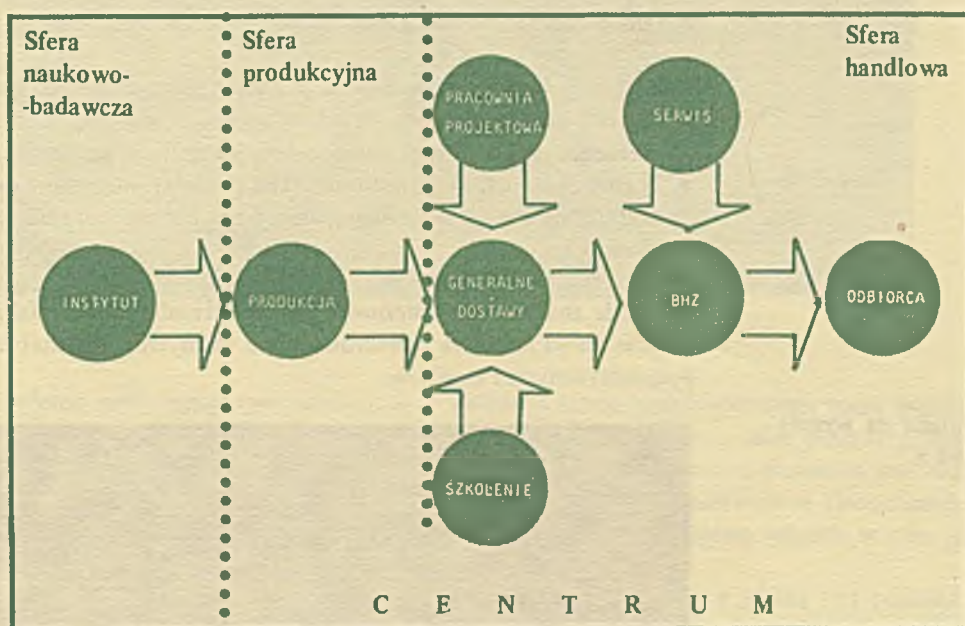 Sfera
naukowo-
-badawcza
Sfera
produkcyjna
Sfera
handlowa
PRACOWNIA
PROJEKTOWA
SERWIS
INSTYTUT
PRODUKCJA
GENERALNE
DOSTAWY
BHZ
ODBIORCA
SZKOLENIE
C E N T R U M